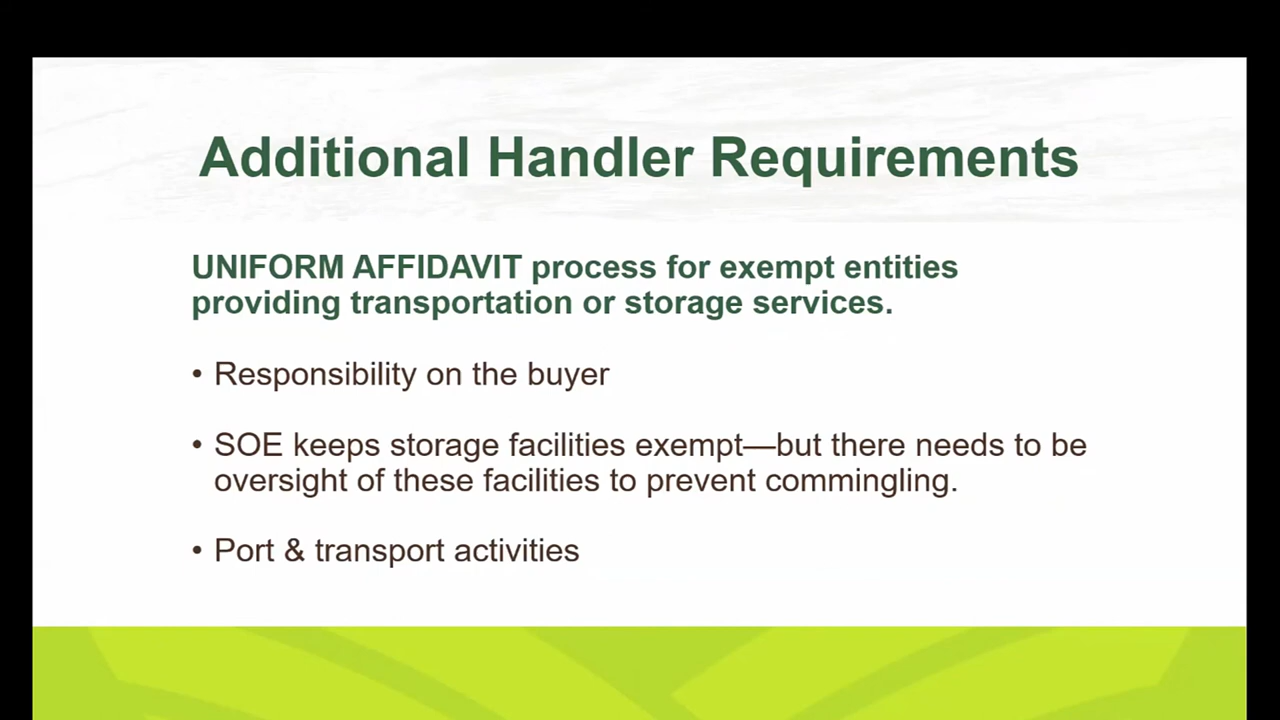 Additional Handler Requirements
UNIFORM AFFIDAVIT process for exempt entities
providing transportation or storage services.
• Responsibility on the buyer
• SOE keeps storage facilities exempt—but there needs to be
oversight of these facilities to prevent commingling.
• Port & transport activities